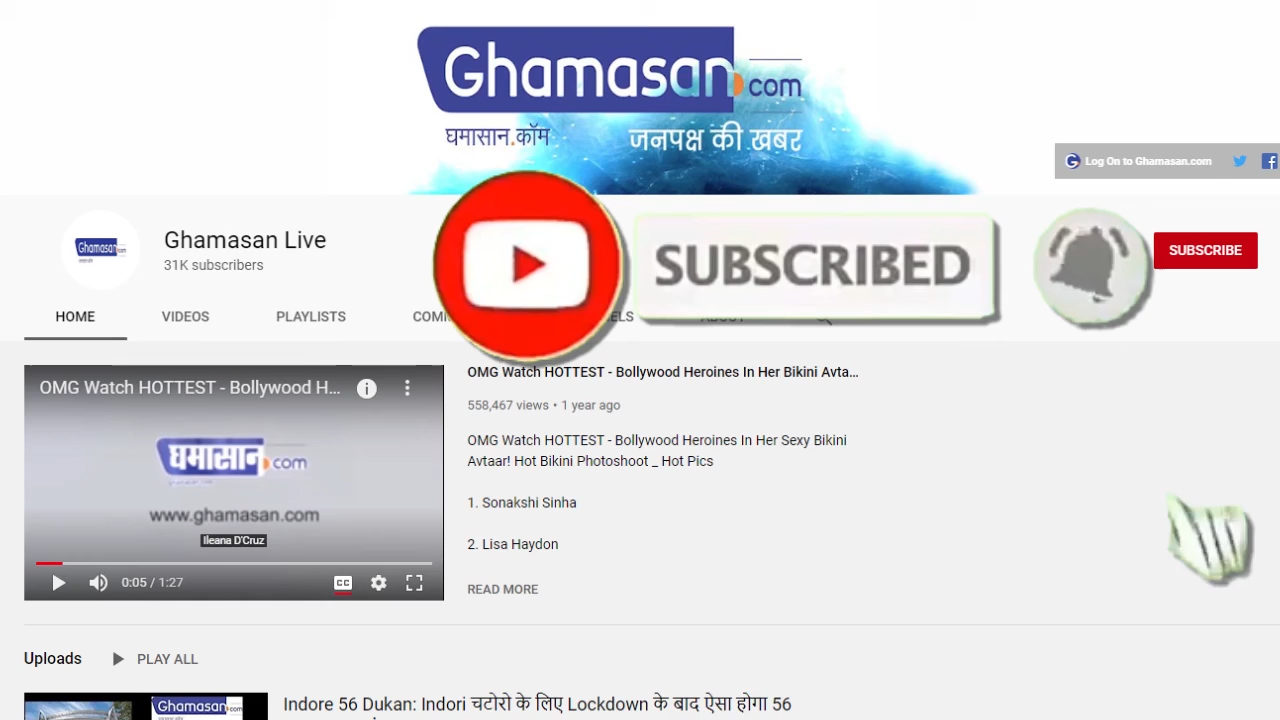 Ghamasan.com
घमासान.कॉम
जनपक्ष की खबर
Log On to Ghamasan.com
Ghamasan Live
31K subscribers
SUBSCRIBED
SUBSCRIBE
HOME
VIDEOS
PLAYLISTS
OMG Watch HOTTEST - Bollywood H...
घमासान.com
www.ghamasan.com
Ileana D'Cruz
0:05 / 1:27
CC
OMG Watch HOTTEST - Bollywood Heroines In Her Bikini Avta...
558,467 views • 1 year ago
OMG Watch HOTTEST - Bollywood Heroines In Her Sexy Bikini
Avtaar! Hot Bikini Photoshoot _ Hot Pics
1. Sonakshi Sinha
2. Lisa Haydon
READ MORE
Uploads
PLAY ALL
Ghamasan.com
Indore 56 Dukan: Indori चटोरो के लिए Lockdown के बाद ऐसा होगा 56